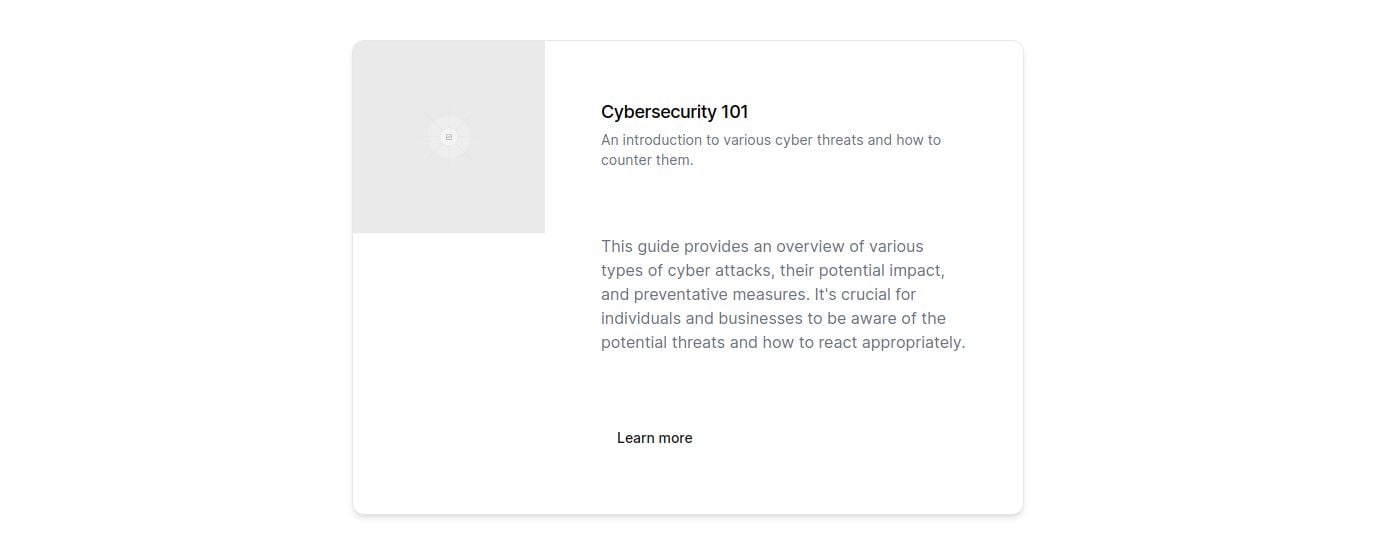 Cybersecurity 101
An introduction to various cyber threats and how to
counter them.
This guide provides an overview of various
types of cyber attacks, their potential impact,
and preventative measures. It's crucial for
individuals and businesses to be aware of the
potential threats and how to react appropriately.
Learn more